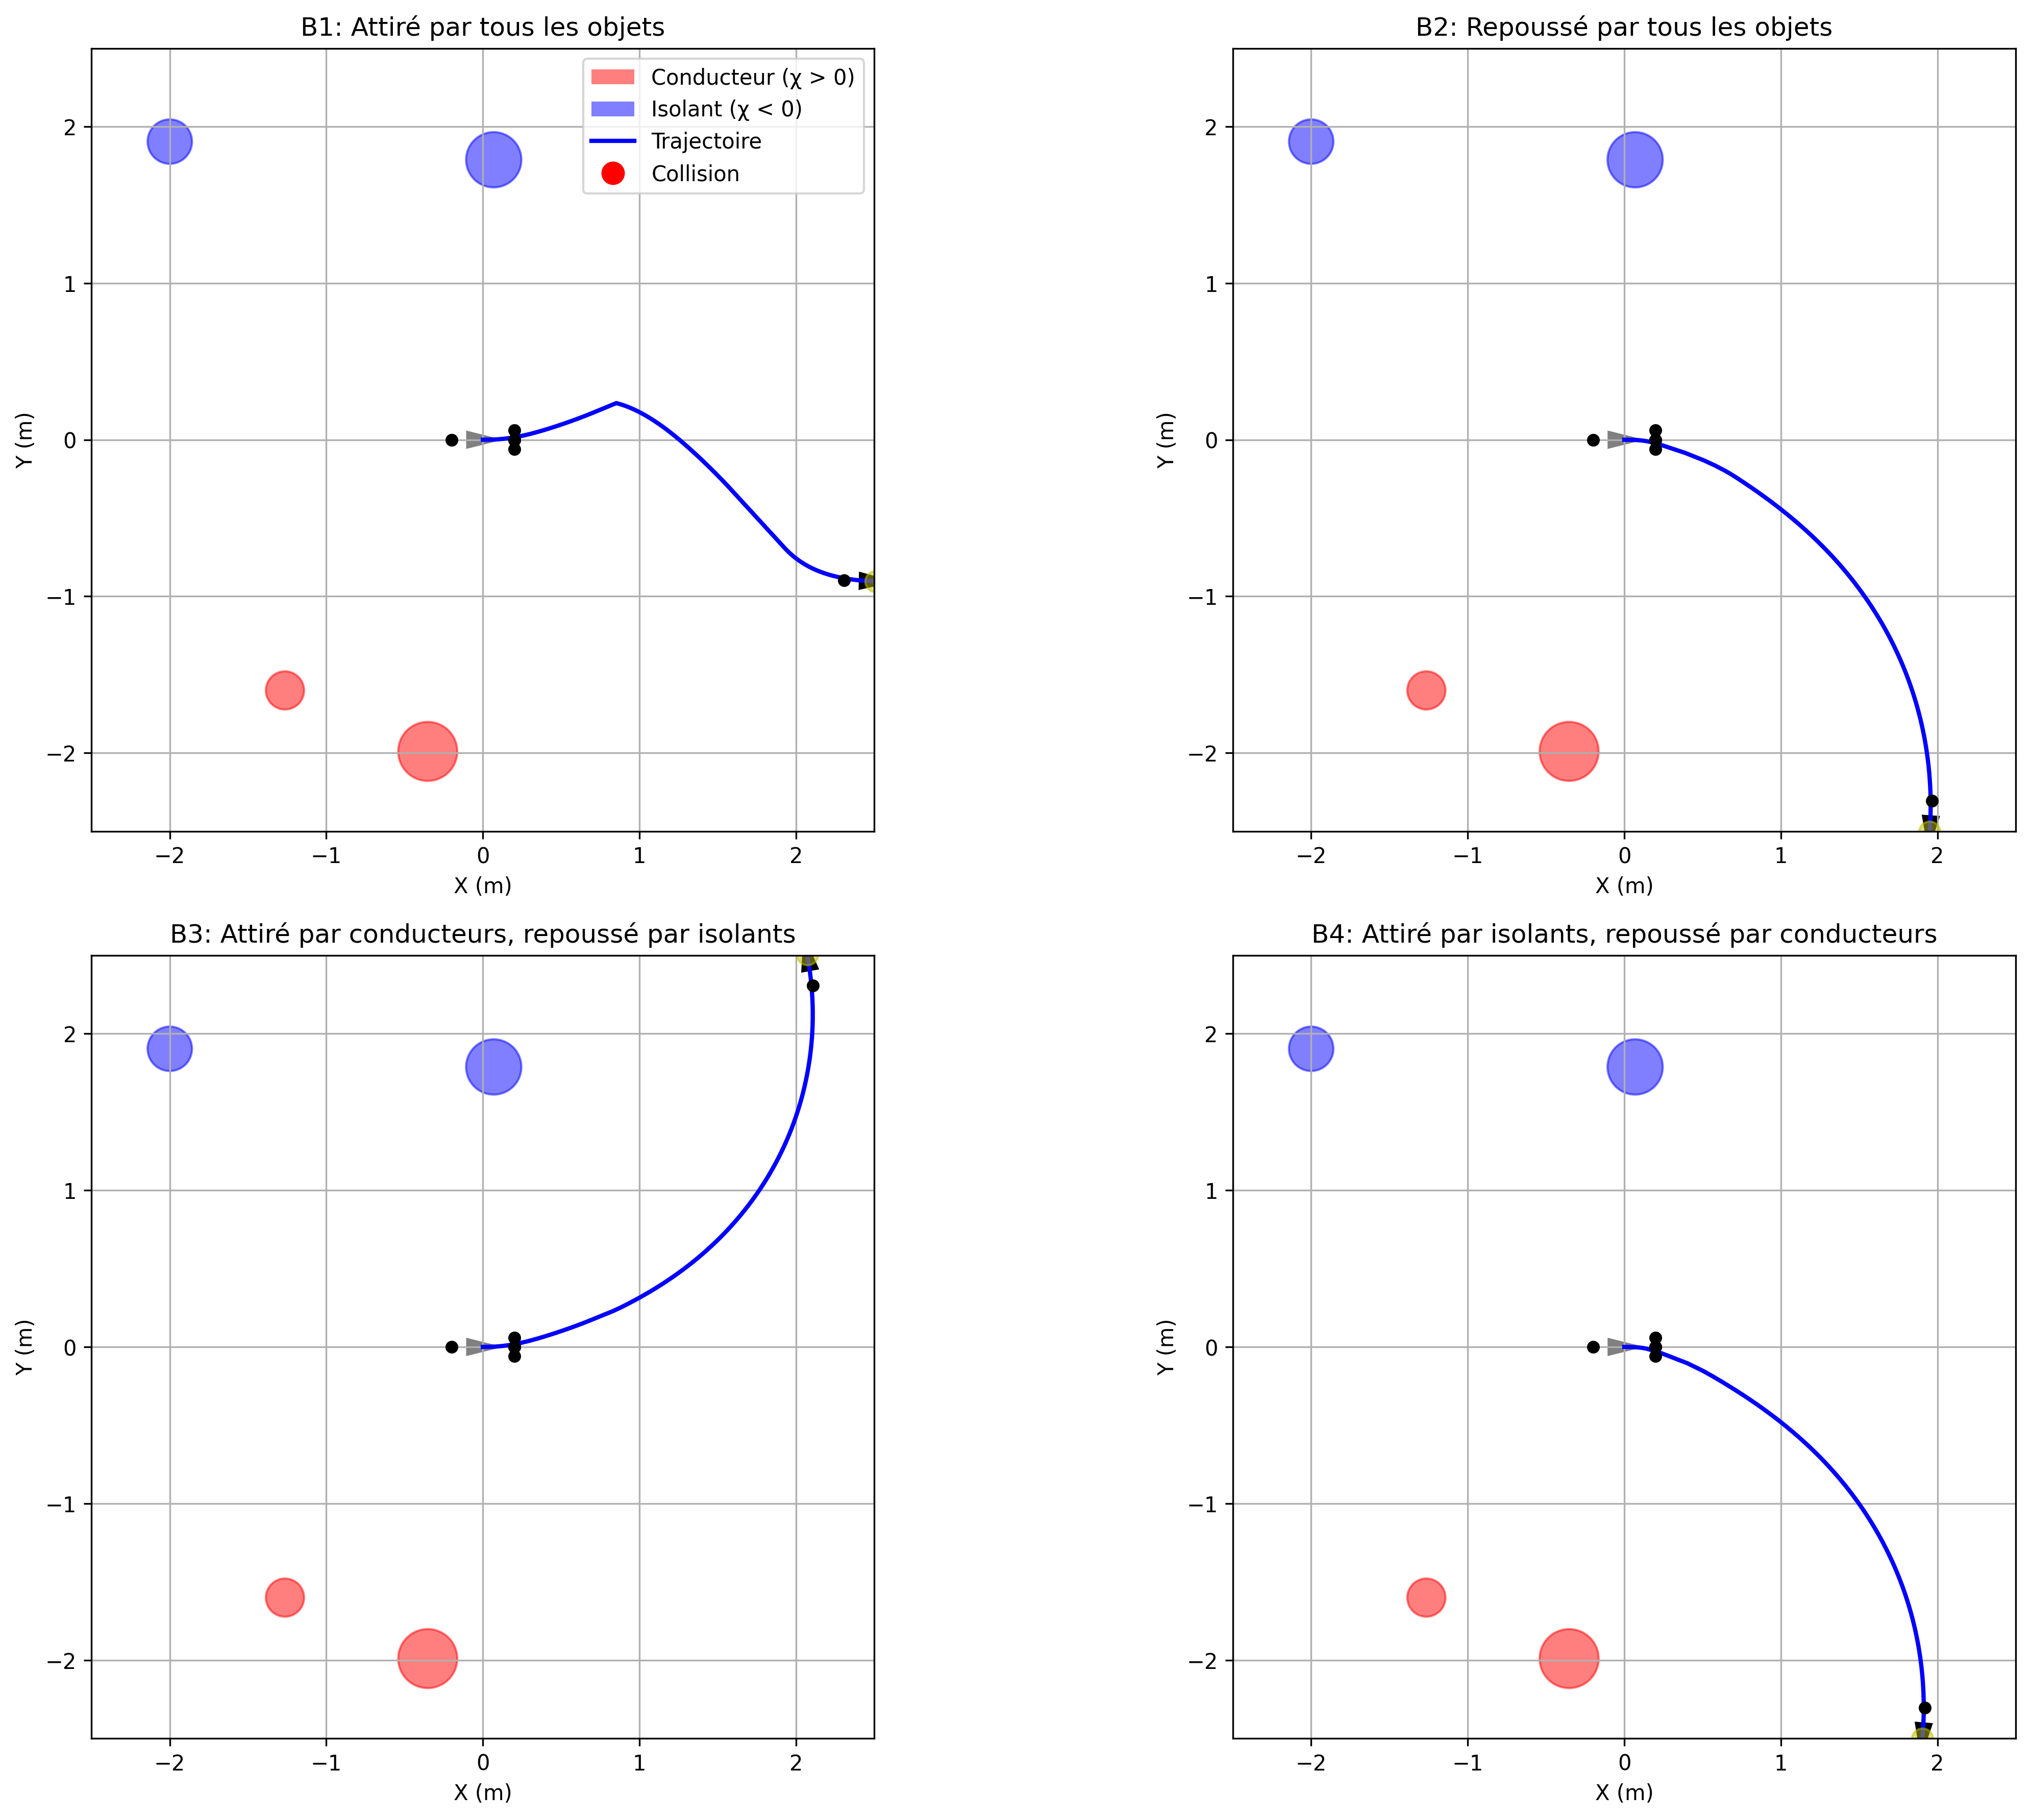 B1: Attiré par tous les objets
Conducteur (χ > 0)
Isolant (χ < 0)
Trajectoire
Collision
Y (m)
2
1
0
−1
−2
−2 −1 0 1 2
X (m)
B2: Repoussé par tous les objets
Y (m)
2
1
0
−1
−2
−2 −1 0 1 2
X (m)
B3: Attiré par conducteurs, repoussé par isolants
Y (m)
2
1
0
−1
−2
−2 −1 0 1 2
X (m)
B4: Attiré par isolants, repoussé par conducteurs
Y (m)
2
1
0
−1
−2
−2 −1 0 1 2
X (m)